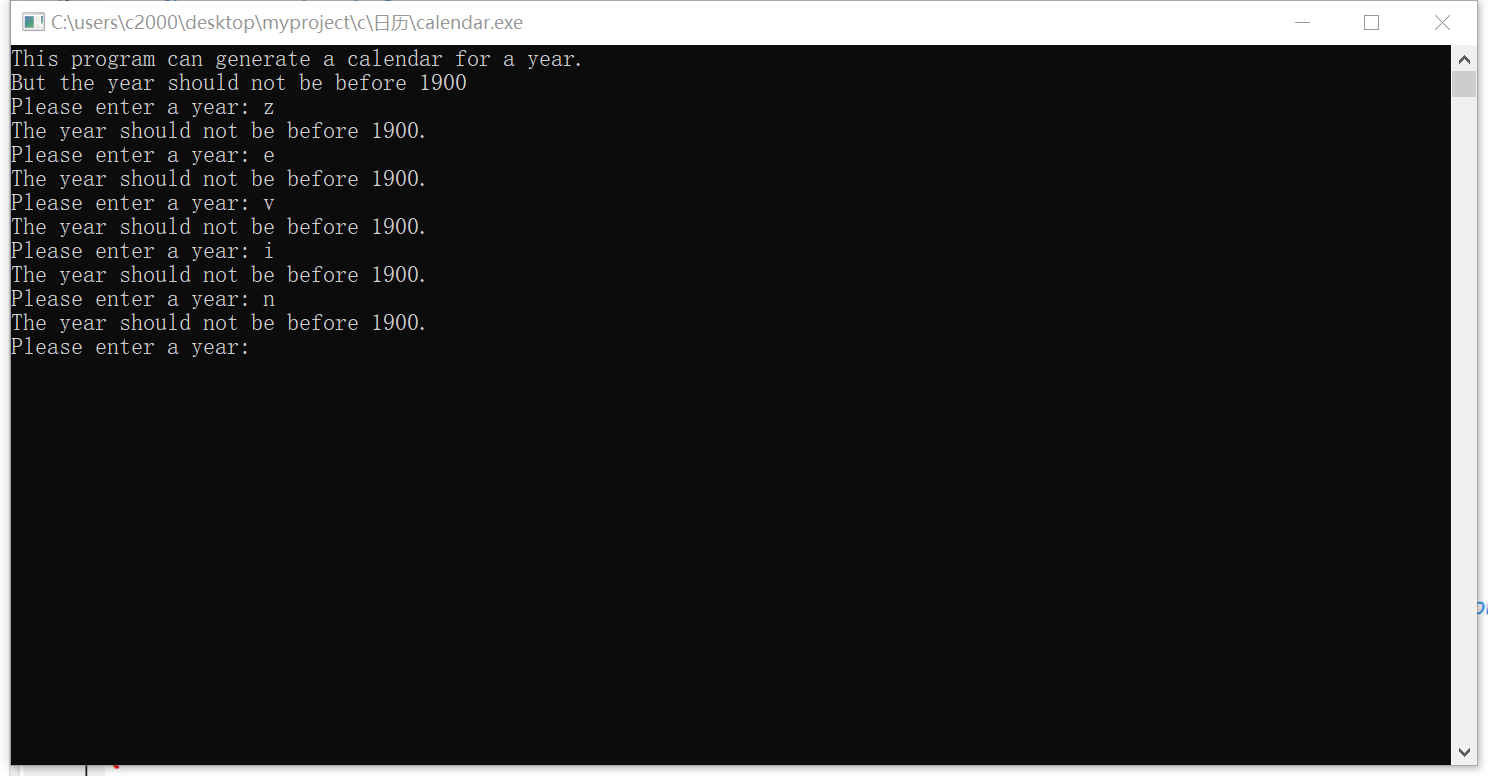 C:\users\c2000\desktop\myproject\c\日历\calendar.exe
This program can generate a calendar for a year.
But the year should not be before 1900
Please enter a year: z
The year should not be before 1900.
Please enter a year: e
The year should not be before 1900.
Please enter a year: v
The year should not be before 1900.
Please enter a year: i
The year should not be before 1900.
Please enter a year: n
The year should not be before 1900.
Please enter a year: